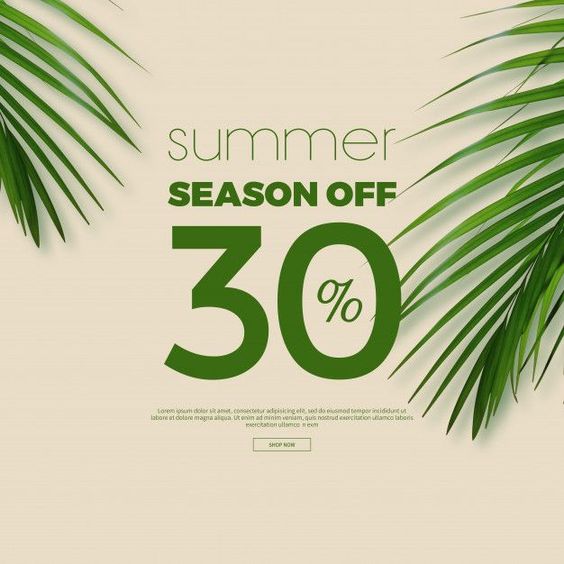 summer
SEASON OFF
30%
Lorem ipsum dolor sit amet, consectetur adipisicing elit, sed do eiusmod tempor incididunt ut
labore et dolore magna aliqua. Ut enim ad minim veniam, quis nostrud exercitation ullamco laboris
exercitation ullamco n exm
SHOP NOW